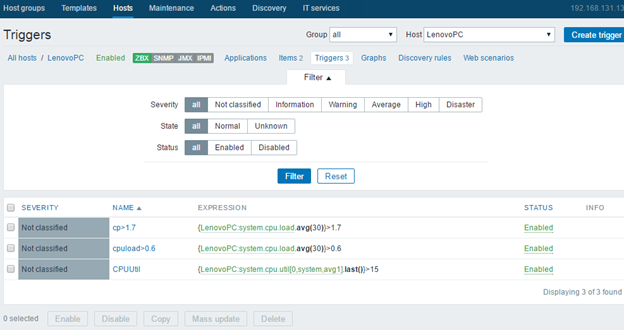 Host groups Templates Hosts Maintenance Actions Discovery IT services 192.168.131.13
Triggers Group all Host LenovoPC Create trigger
All hosts / LenovoPC Enabled ZBX SNMP JMX IPMI Applications Items 2 Triggers 3 Graphs Discovery rules Web scenarios
Filter ▲
Severity all Not classified Information Warning Average High Disaster
State all Normal Unknown
Status all Enabled Disabled
Filter Reset
SEVERITY NAME ▲ EXPRESSION STATUS INFO
Not classified cp>1.7 {LenovoPC:system.cpu.load.avg(30)}>1.7 Enabled
Not classified cpuload>0.6 {LenovoPC:system.cpu.load.avg(30)}>0.6 Enabled
Not classified CPUUtil {LenovoPC:system.cpu.util[0,system,avg1].last()}>15 Enabled
Displaying 3 of 3 found
0 selected Enable Disable Copy Mass update Delete